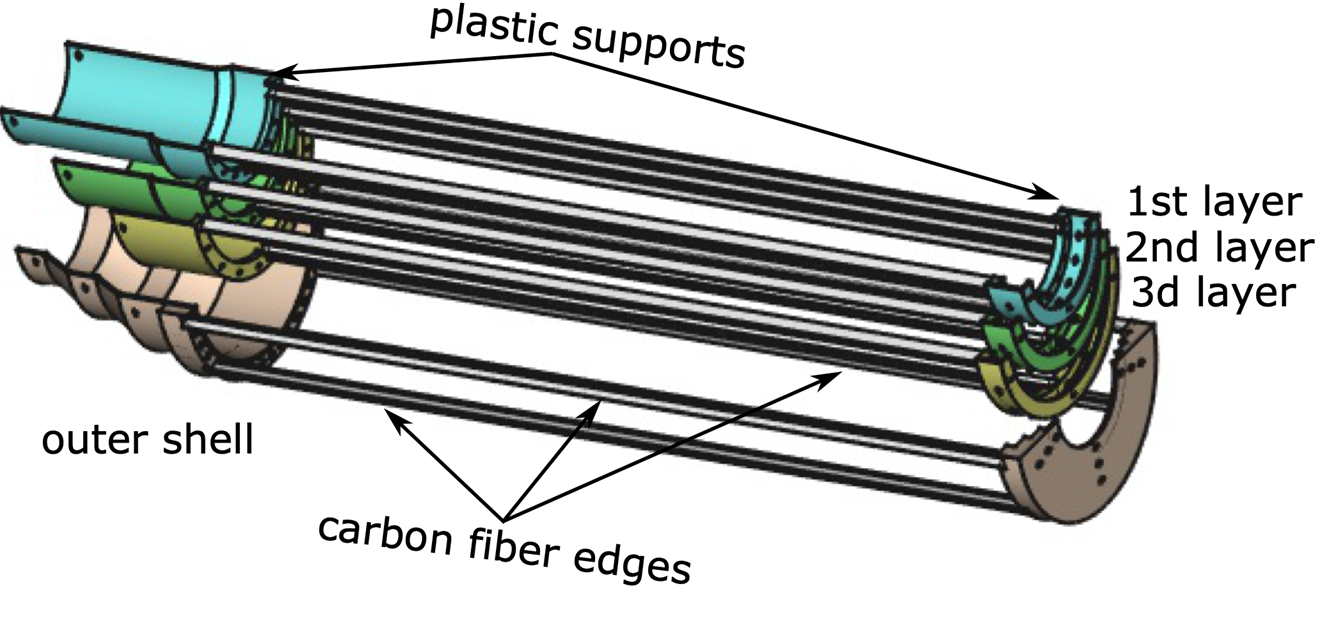 plastic supports
1st layer
2nd layer
3d layer
outer shell
carbon fiber edges